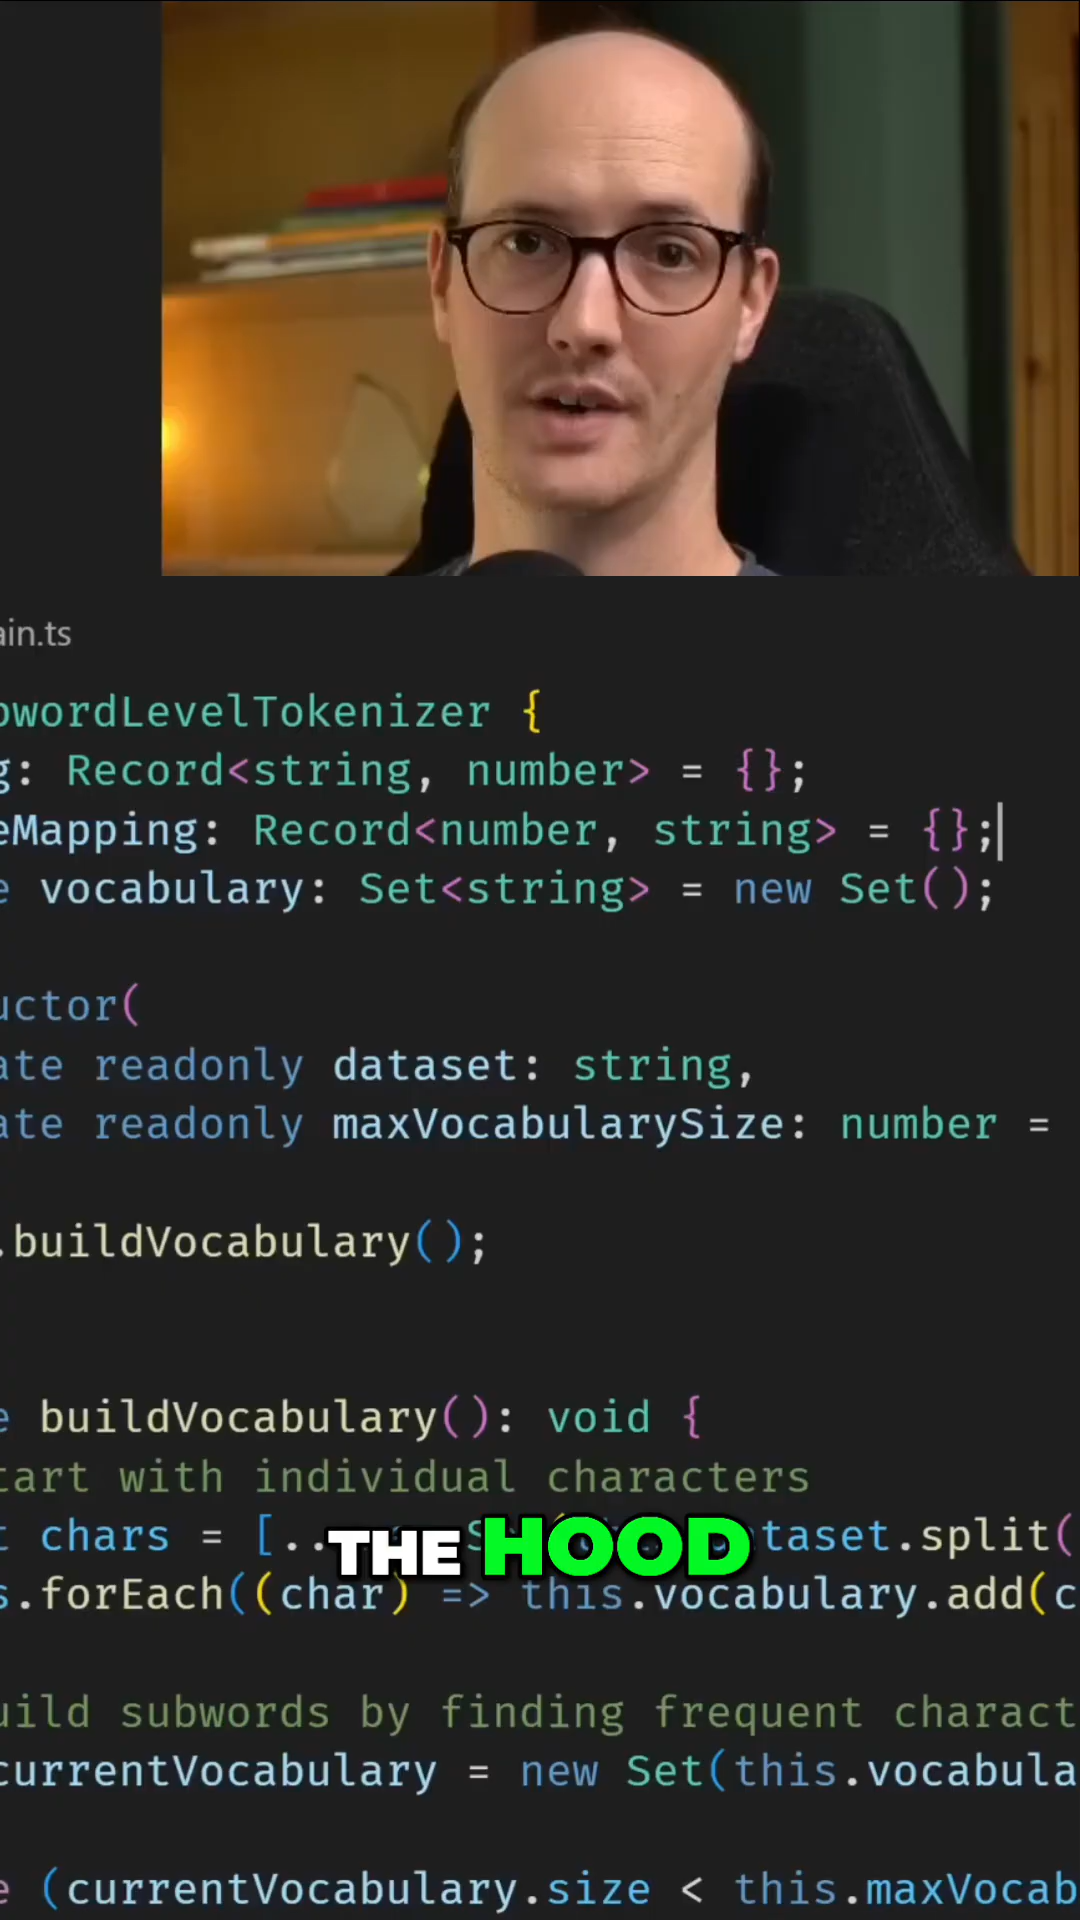 ain.ts
bwordLevelTokenizer {
g: Record<string, number> = {};
eMapping: Record<number, string> = {};
e vocabulary: Set<string> = new Set();
uctor(
ate readonly dataset: string,
ate readonly maxVocabularySize: number =
.buildVocabulary();
e buildVocabulary(): void {
tart with individual characters
t chars = [.. taset.split(
THE HOOD
s.forEach((char) => this.vocabulary.add(c
uild subwords by finding frequent charact
currentVocabulary = new Set(this.vocabula
e (currentVocabulary.size < this.maxVocab